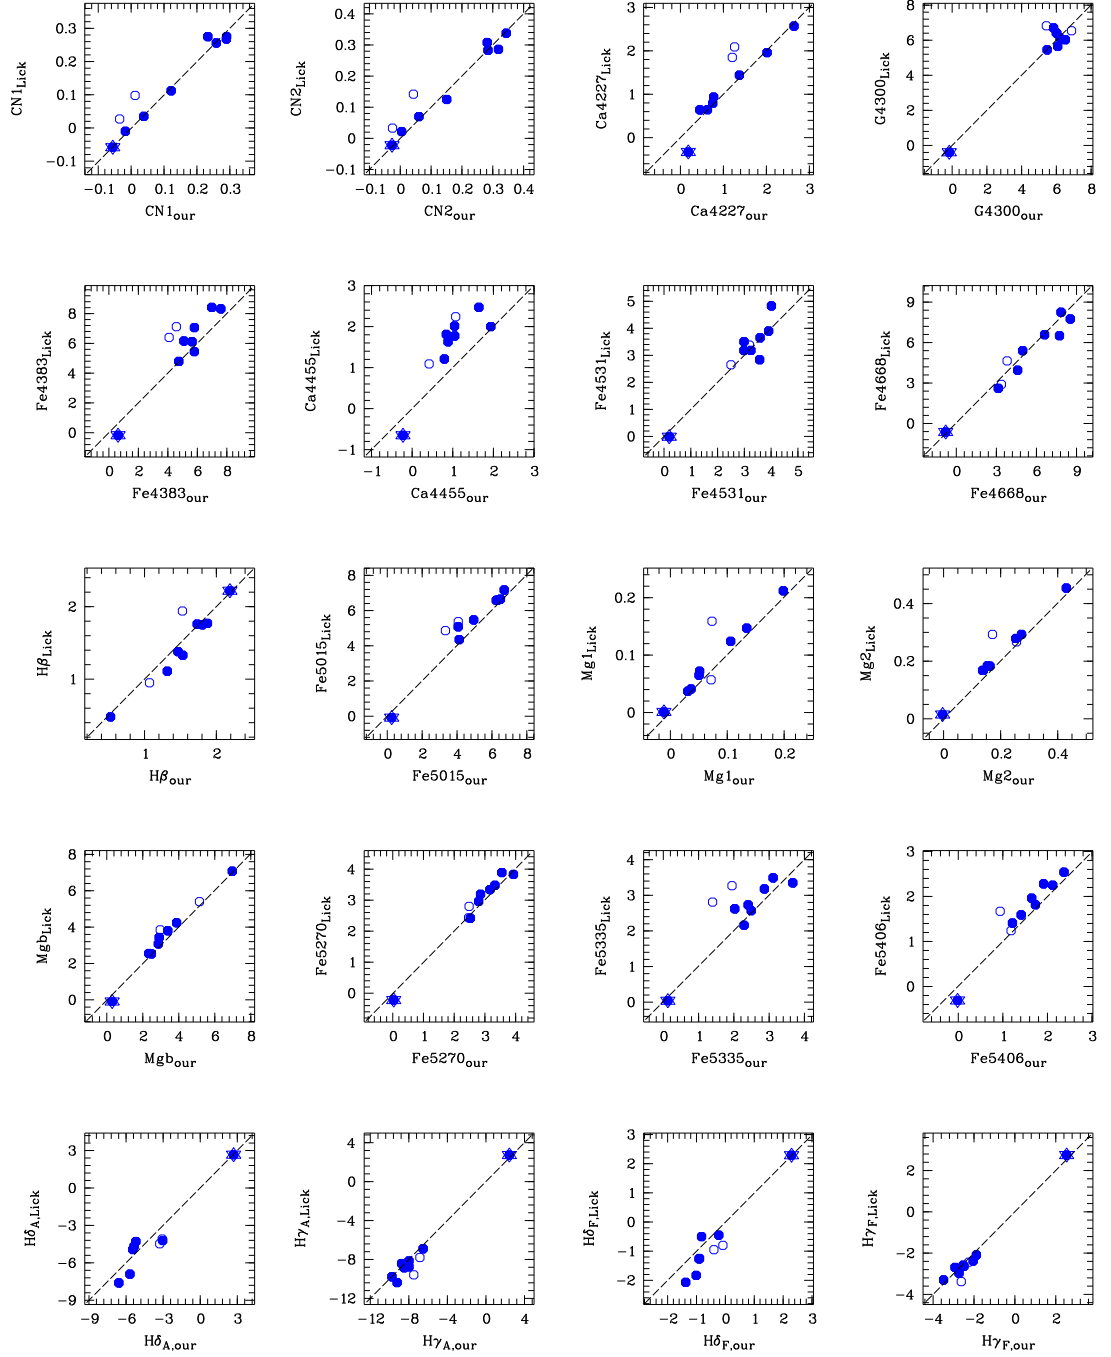 CN1Lick
0.3
0.2
0.1
0
−0.1
−0.1 0 0.1 0.2 0.3
CN1our
CN2Lick
0.4
0.3
0.2
0.1
0
−0.1
−0.1 0 0.1 0.2 0.3 0.4
CN2our
Ca4227Lick
3
2
1
0
0 1 2 3
Ca4227our
G4300Lick
8
6
4
2
0
0 2 4 6 8
G4300our
Fe4383Lick
8
6
4
2
0
0 2 4 6 8
Fe4383our
Ca4455Lick
3
2
1
0
−1
−1 0 1 2 3
Ca4455our
Fe4531Lick
5
4
3
2
1
0
0 1 2 3 4 5
Fe4531our
Fe4668Lick
9
6
3
0
0 3 6 9
Fe4668our
HβLick
2
1
1 2
Hβour
Fe5015Lick
8
6
4
2
0
0 2 4 6 8
Fe5015our
Mg1Lick
0.2
0.1
0
0 0.1 0.2
Mg1our
Mg2Lick
0.4
0.2
0
0 0.2 0.4
Mg2our
MgbLick
8
6
4
2
0
0 2 4 6 8
Mgbour
Fe5270Lick
4
3
2
1
0
0 1 2 3 4
Fe5270our
Fe5335Lick
4
3
2
1
0
0 1 2 3 4
Fe5335our
Fe5406Lick
3
2
1
0
0 1 2 3
Fe5406our
HδA,Lick
3
0
−3
−6
−9
−9 −6 −3 0 3
HδA,our
HγA,Lick
4
0
−4
−8
−12
−12 −8 −4 0 4
HγA,our
HδF,Lick
3
2
1
0
−1
−2
−2 −1 0 1 2 3
HδF,our
HγF,Lick
2
0
−2
−4
−4 −2 0 2
HγF,our